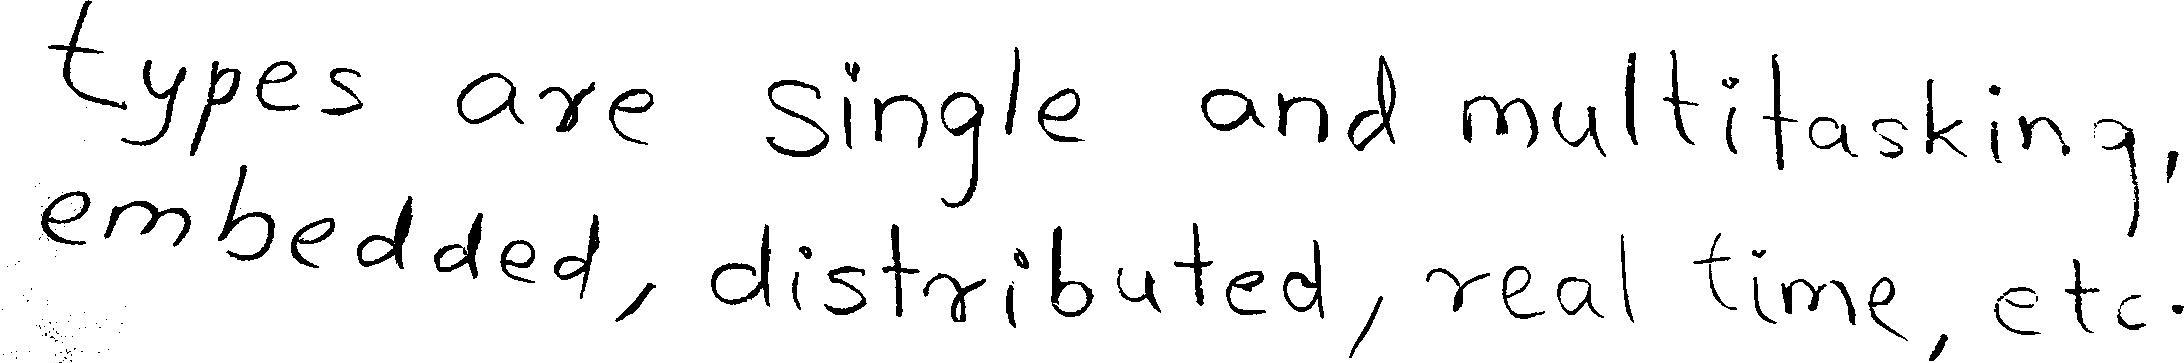 types are single and multitasking,
embedded, distributed, real time, etc.